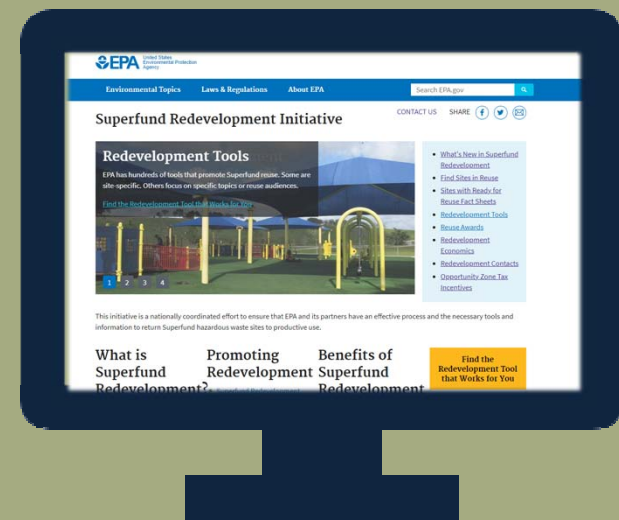 EPA United States
Environmental Protection
Agency
Environmental Topics Laws & Regulations About EPA Search EPA.gov
CONTACT US SHARE
Superfund Redevelopment Initiative
Redevelopment Tools
EPA has hundreds of tools that promote Superfund reuse. Some are
site-specific. Others focus on specific topics or reuse audiences.
Find the Redevelopment Tool that Works for You
1 2 3 4
• What's New in Superfund
Redevelopment
• Find Sites in Reuse
• Sites with Ready for
Reuse Fact Sheets
• Redevelopment Tools
• Reuse Awards
• Redevelopment
Economics
• Redevelopment Contacts
• Opportunity Zone Tax
Incentives
This initiative is a nationally coordinated effort to ensure that EPA and its partners have an effective process and the necessary tools and
information to return Superfund hazardous waste sites to productive use.
What is
Superfund
Redevelopment?
Promoting
Redevelopment
Benefits of
Superfund
Redevelopment
Find the
Redevelopment Tool
that Works for You